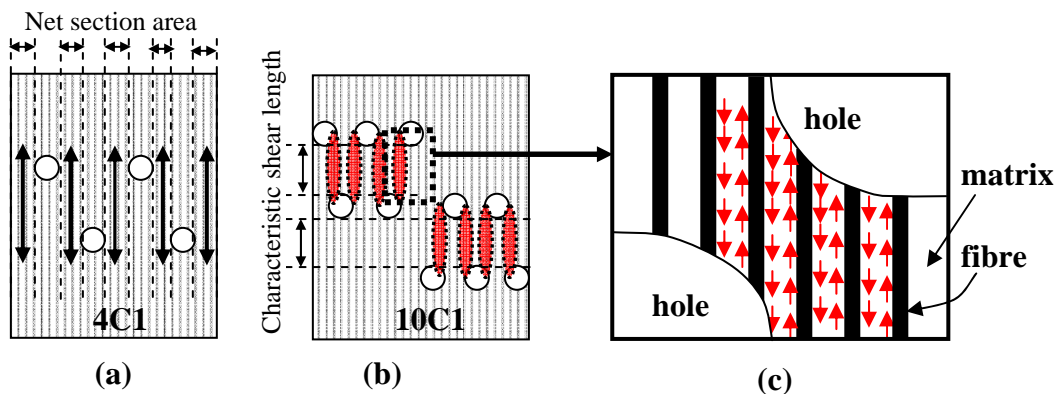 Net section area
4C1
(a)
Characteristic shear length
10C1
(b)
hole
hole
matrix
fibre
(c)